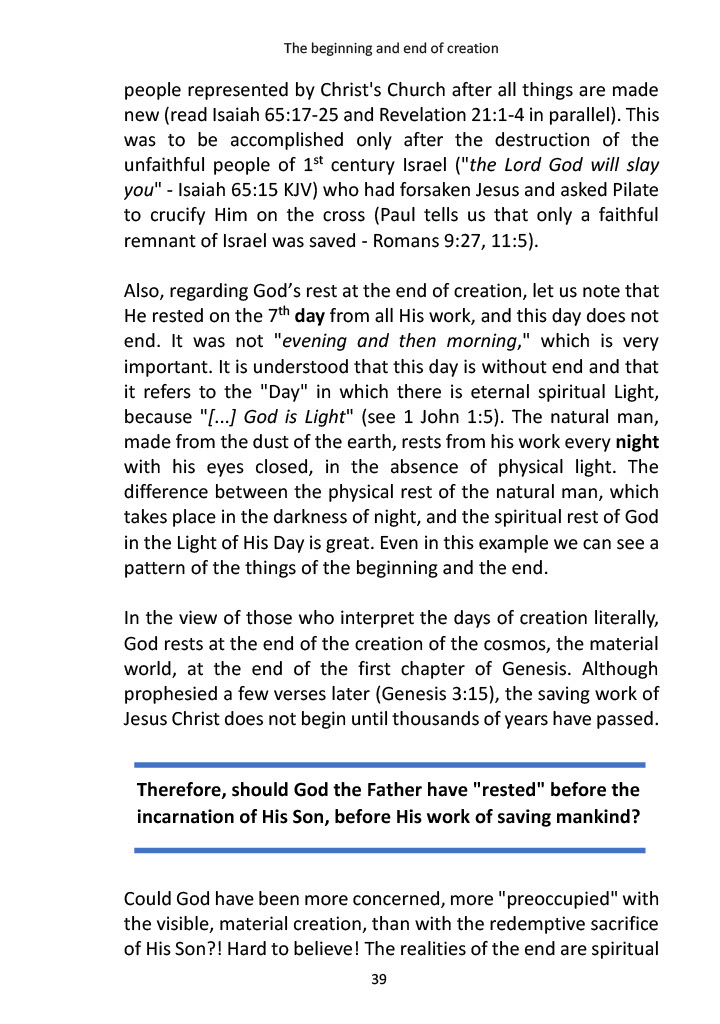 The beginning and end of creation
people represented by Christ's Church after all things are made
new (read Isaiah 65:17-25 and Revelation 21:1-4 in parallel). This
was to be accomplished only after the destruction of the
unfaithful people of 1st century Israel ("the Lord God will slay
you" - Isaiah 65:15 KJV) who had forsaken Jesus and asked Pilate
to crucify Him on the cross (Paul tells us that only a faithful
remnant of Israel was saved - Romans 9:27, 11:5).
Also, regarding God’s rest at the end of creation, let us note that
He rested on the 7th day from all His work, and this day does not
end. It was not "evening and then morning," which is very
important. It is understood that this day is without end and that
it refers to the "Day" in which there is eternal spiritual Light,
because "[...] God is Light" (see 1 John 1:5). The natural man,
made from the dust of the earth, rests from his work every night
with his eyes closed, in the absence of physical light. The
difference between the physical rest of the natural man, which
takes place in the darkness of night, and the spiritual rest of God
in the Light of His Day is great. Even in this example we can see a
pattern of the things of the beginning and the end.
In the view of those who interpret the days of creation literally,
God rests at the end of the creation of the cosmos, the material
world, at the end of the first chapter of Genesis. Although
prophesied a few verses later (Genesis 3:15), the saving work of
Jesus Christ does not begin until thousands of years have passed.
Therefore, should God the Father have "rested" before the
incarnation of His Son, before His work of saving mankind?
Could God have been more concerned, more "preoccupied" with
the visible, material creation, than with the redemptive sacrifice
of His Son?! Hard to believe! The realities of the end are spiritual
39